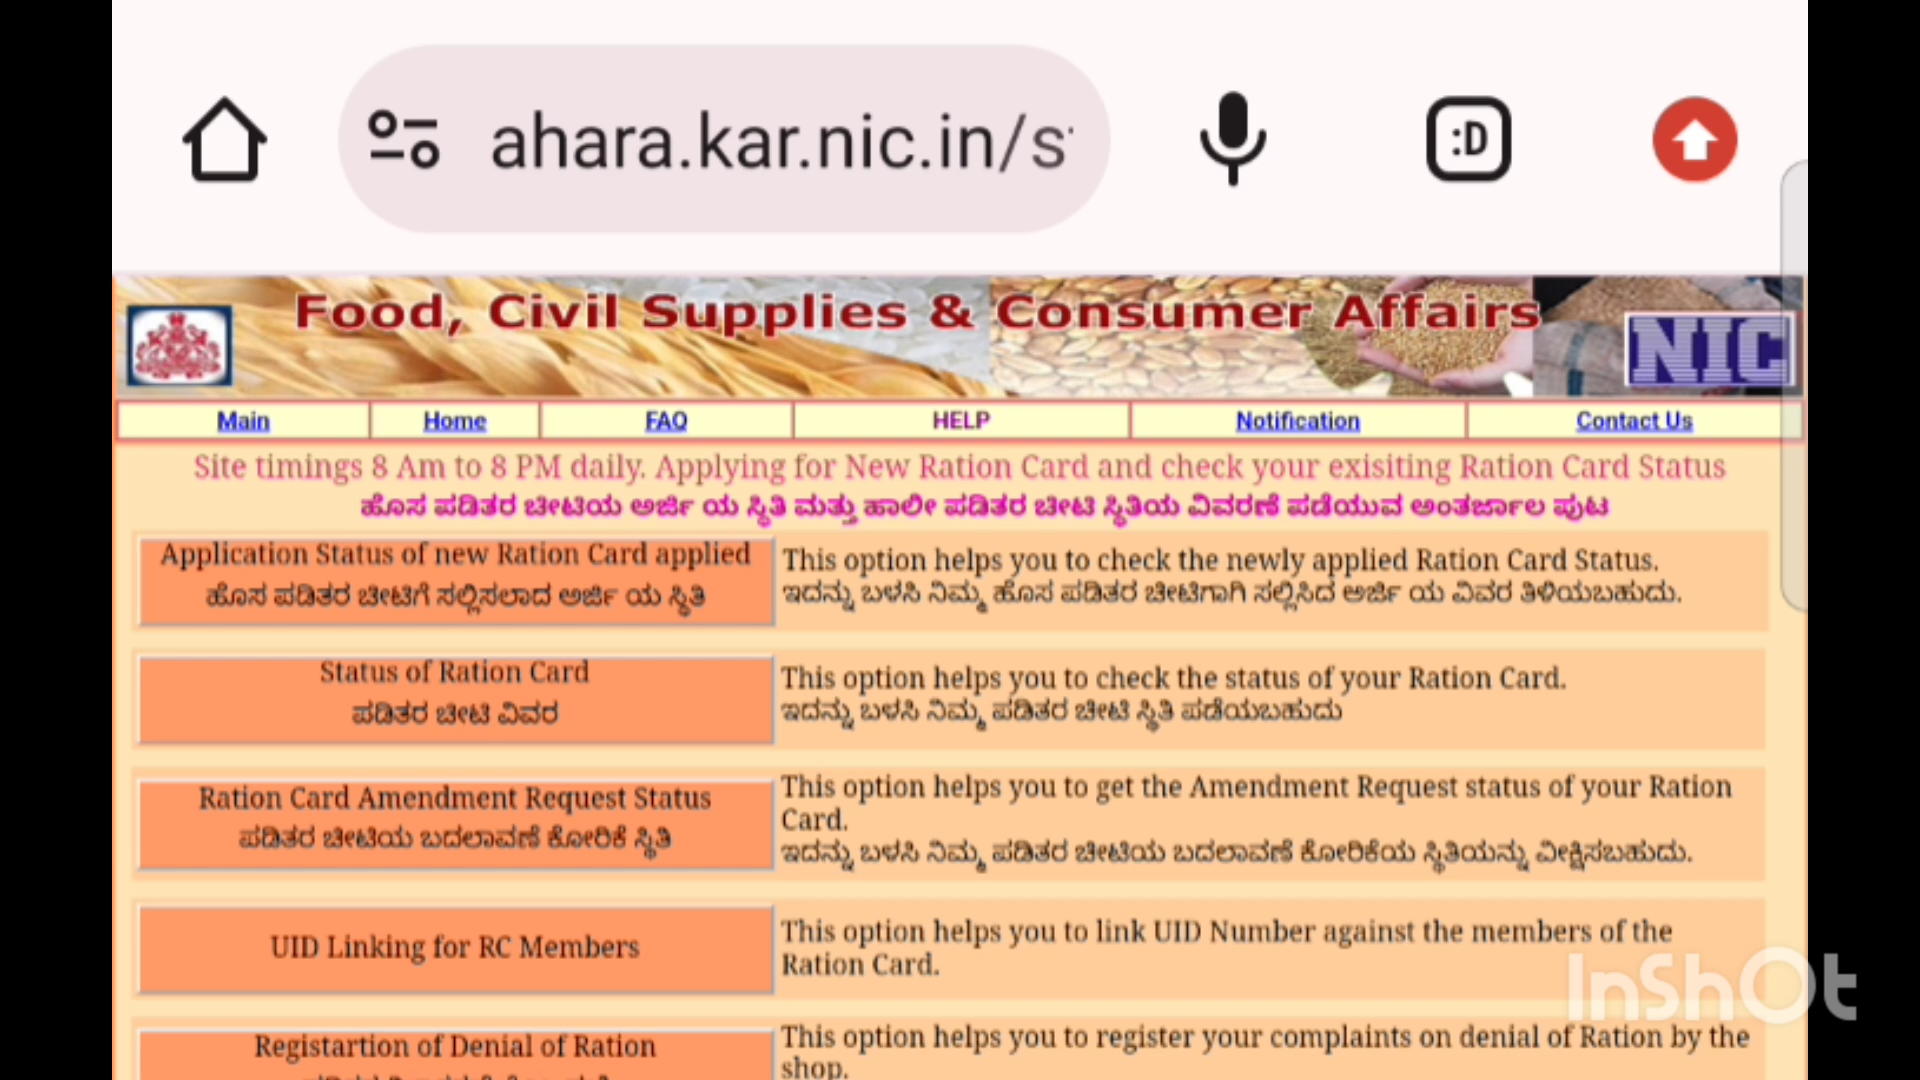 ahara.kar.nic.in/s
:D
Food, Civil Supplies & Consumer Affairs
NIC
Main Home FAQ HELP Notification Contact Us
Site timings 8 Am to 8 PM daily. Applying for New Ration Card and check your exisiting Ration Card Status
ಹೊಸ ಪಡಿತರ ಚೀಟಿಯ ಅರ್ಜಿ ಯ ಸ್ಥಿತಿ ಮತ್ತು ಹಾಲೀ ಪಡಿತರ ಚೀಟಿ ಸ್ಥಿತಿಯ ವಿವರಣೆ ಪಡೆಯುವ ಅಂತರ್ಜಾಲ ಪುಟ
Application Status of new Ration Card applied
ಹೊಸ ಪಡಿತರ ಚೀಟಿಗೆ ಸಲ್ಲಿಸಲಾದ ಅರ್ಜಿ ಯ ಸ್ಥಿತಿ
This option helps you to check the newly applied Ration Card Status.
ಇದನ್ನು ಬಳಸಿ ನಿಮ್ಮ ಹೊಸ ಪಡಿತರ ಚೀಟಿಗಾಗಿ ಸಲ್ಲಿಸಿದ ಅರ್ಜಿ ಯ ವಿವರ ತಿಳಿಯಬಹುದು.
Status of Ration Card
ಪಡಿತರ ಚೀಟಿ ವಿವರ
This option helps you to check the status of your Ration Card.
ಇದನ್ನು ಬಳಸಿ ನಿಮ್ಮ ಪಡಿತರ ಚೀಟಿ ಸ್ಥಿತಿ ಪಡೆಯಬಹುದು
Ration Card Amendment Request Status
ಪಡಿತರ ಚೀಟಿಯ ಬದಲಾವಣೆ ಕೋರಿಕೆ ಸ್ಥಿತಿ
This option helps you to get the Amendment Request status of your Ration
Card.
ಇದನ್ನು ಬಳಸಿ ನಿಮ್ಮ ಪಡಿತರ ಚೀಟಿಯ ಬದಲಾವಣೆ ಕೋರಿಕೆಯ ಸ್ಥಿತಿಯನ್ನು ವೀಕ್ಷಿಸಬಹುದು.
UID Linking for RC Members
This option helps you to link UID Number against the members of the
Ration Card.
Registartion of Denial of Ration
This option helps you to register your complaints on denial of Ration by the
shop.
InShOt